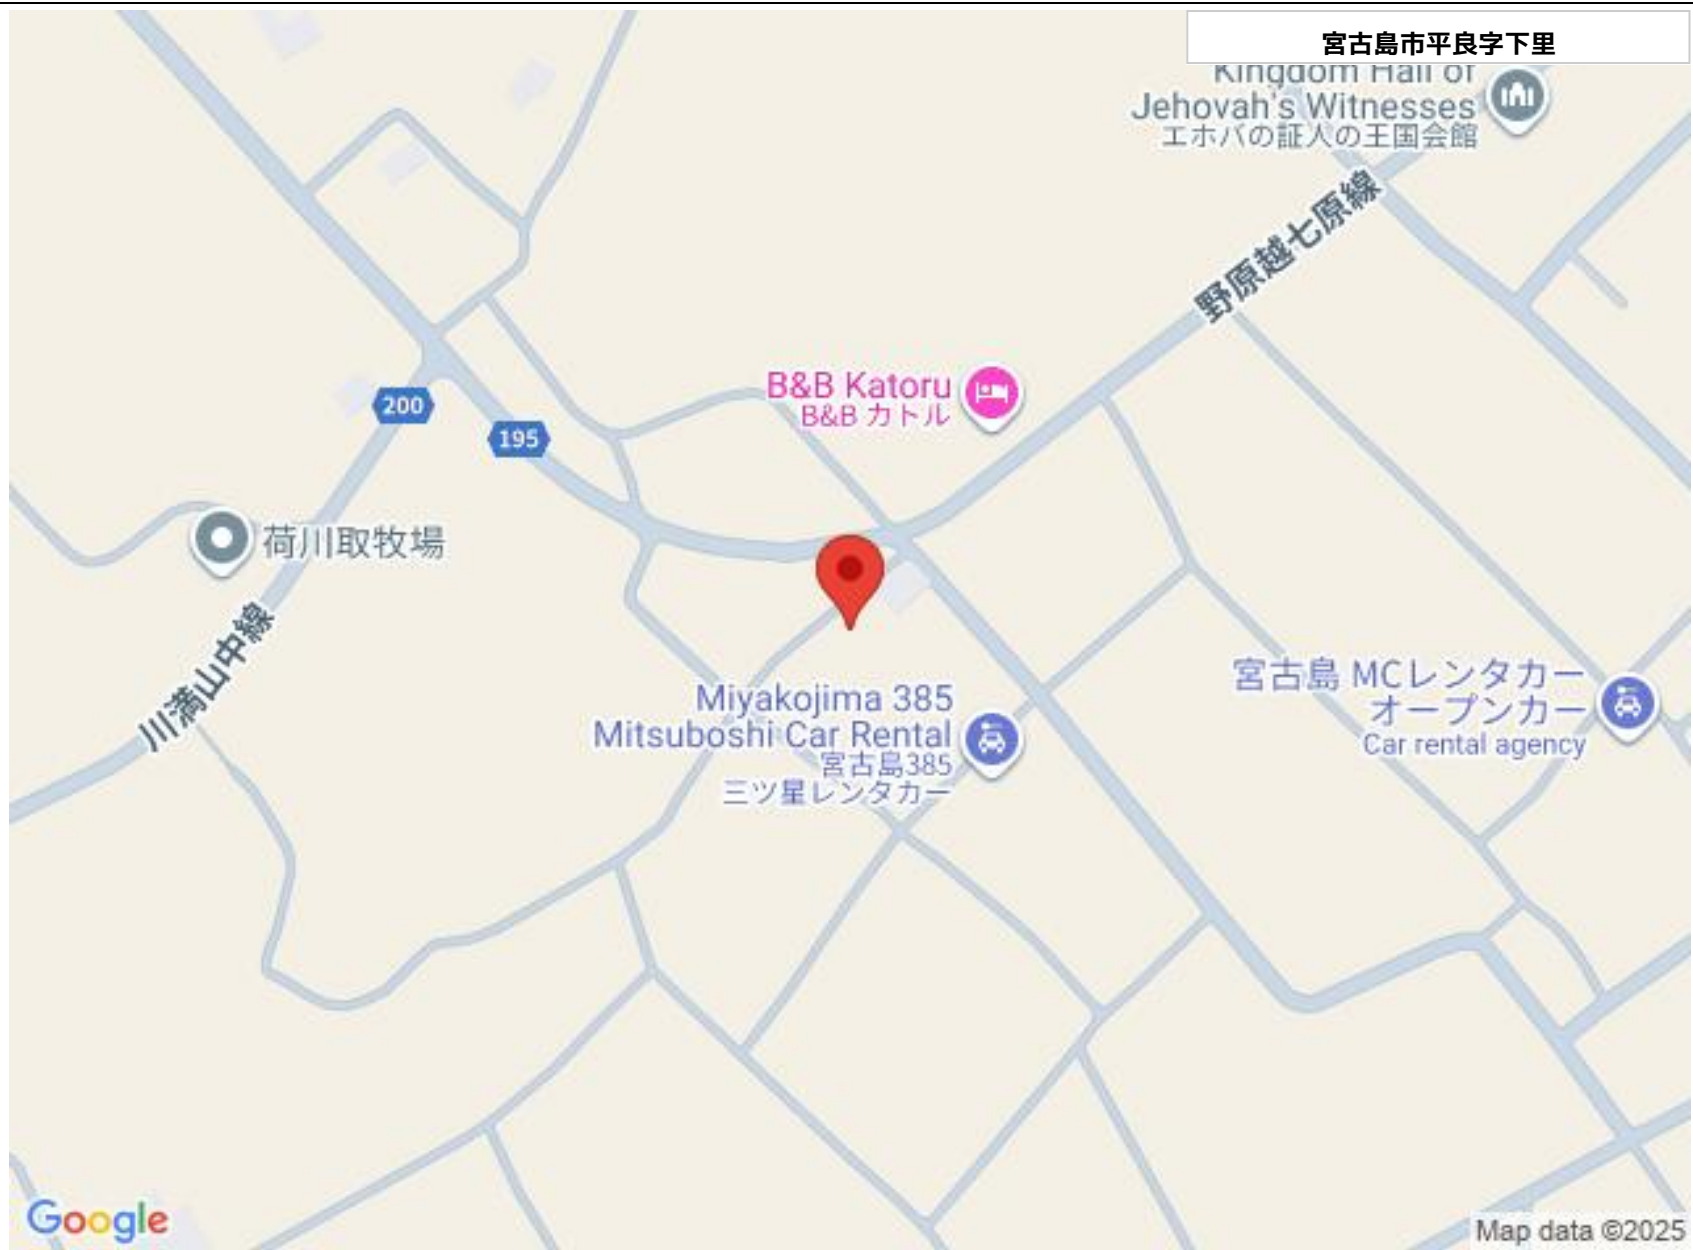 宮古島市平良字下里
Kingdom Hall of
Jehovah's Witnesses
エホバの証人の王国会館
野原越七原線
B&B Katoru
B&B カトル
200
195
荷川取牧場
川満山中線
Miyakojima 385
Mitsuboshi Car Rental
宮古島385
三ツ星レンタカー
宮古島 MCレンタカー
オープンカー
Car rental agency
Google
Map data ©2025